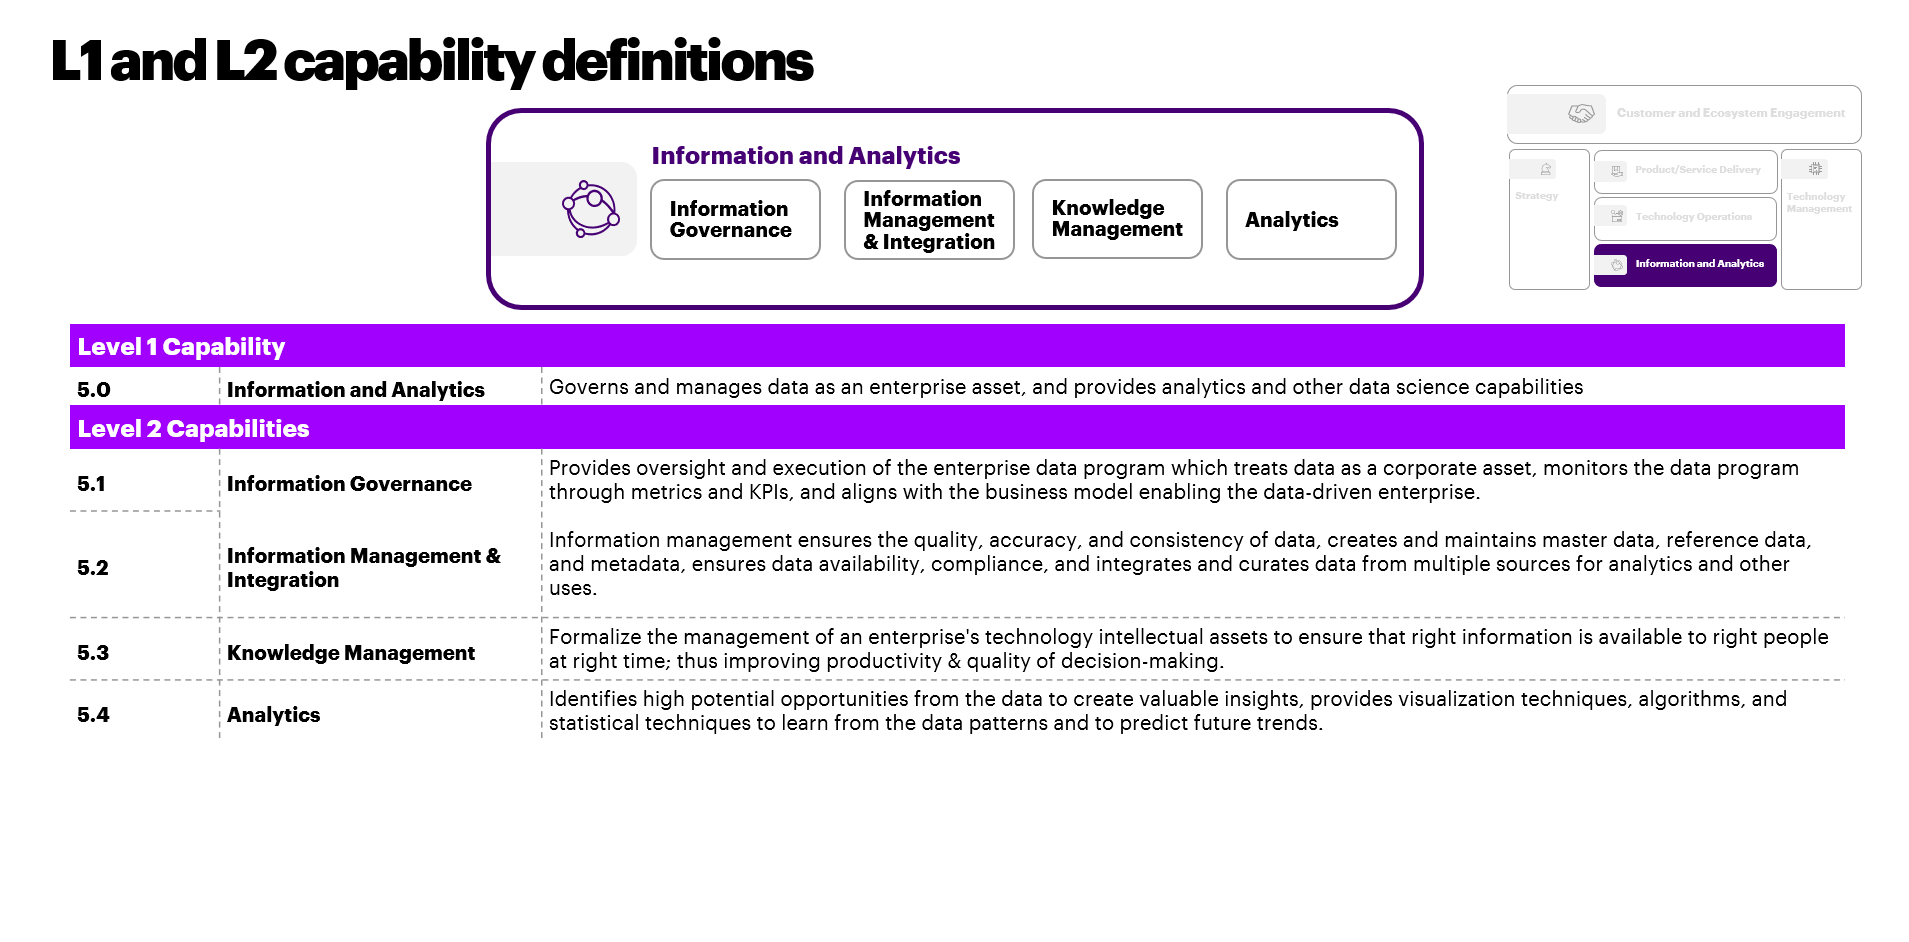 L1 and L2 capability definitions
Customer and Ecosystem Engagement
Information and Analytics
Information
Governance
Information
Management
& Integration
Knowledge
Management
Analytics
Strategy
Product/Service Delivery
Technology Operations
Information and Analytics
Technology
Management
Level 1 Capability
5.0
Information and Analytics
Governs and manages data as an enterprise asset, and provides analytics and other data science capabilities
Level 2 Capabilities
5.1
Information Governance
Provides oversight and execution of the enterprise data program which treats data as a corporate asset, monitors the data program
through metrics and KPIs, and aligns with the business model enabling the data-driven enterprise.
5.2
Information Management &
Integration
Information management ensures the quality, accuracy, and consistency of data, creates and maintains master data, reference data,
and metadata, ensures data availability, compliance, and integrates and curates data from multiple sources for analytics and other
uses.
5.3
Knowledge Management
Formalize the management of an enterprise's technology intellectual assets to ensure that right information is available to right people
at right time; thus improving productivity & quality of decision-making.
5.4
Analytics
Identifies high potential opportunities from the data to create valuable insights, provides visualization techniques, algorithms, and
statistical techniques to learn from the data patterns and to predict future trends.